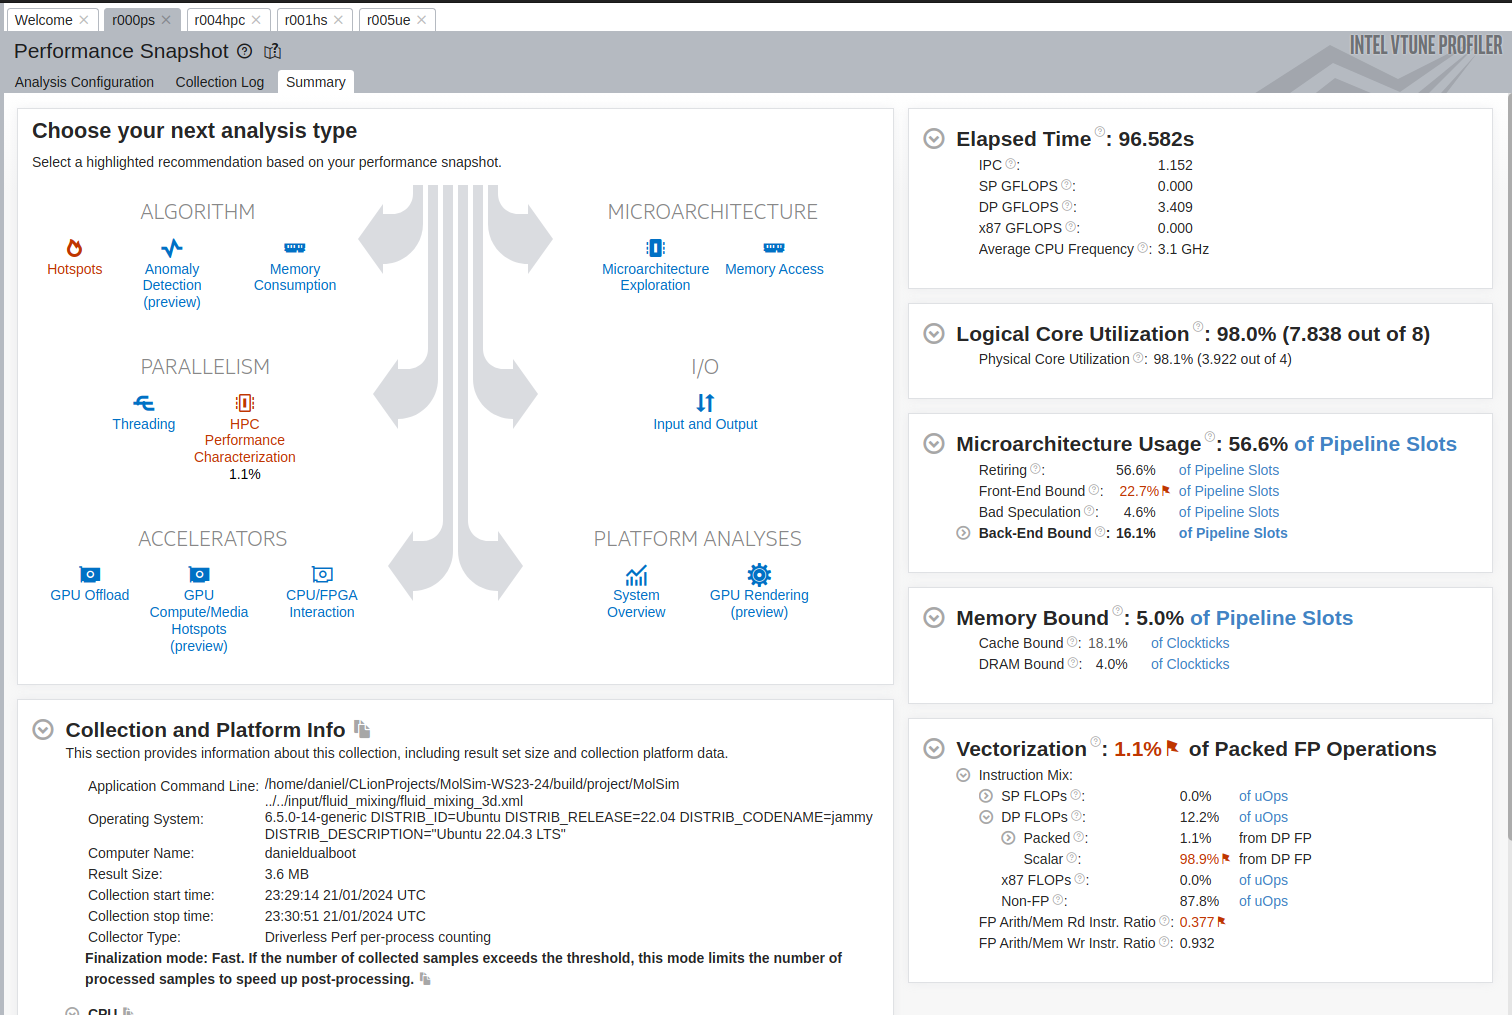 Welcome
r000ps
r004hpc
r001hs
r005ue
Performance Snapshot
INTEL VTUNE PROFILER
Analysis Configuration
Collection Log
Summary
Choose your next analysis type
Select a highlighted recommendation based on your performance snapshot.
ALGORITHM
Hotspots
Anomaly
Detection
(preview)
Memory
Consumption
MICROARCHITECTURE
Microarchitecture
Exploration
Memory Access
PARALLELISM
Threading
HPC
Performance
Characterization
1.1%
I/O
Input and Output
ACCELERATORS
GPU Offload
GPU
Compute/Media
Hotspots
(preview)
CPU/FPGA
Interaction
PLATFORM ANALYSES
System
Overview
GPU Rendering
(preview)
Collection and Platform Info
This section provides information about this collection, including result set size and collection platform data.
Application Command Line: /home/daniel/CLionProjects/MolSim-WS23-24/build/project/MolSim
../../input/fluid_mixing/fluid_mixing_3d.xml
Operating System: 6.5.0-14-generic DISTRIB_ID=Ubuntu DISTRIB_RELEASE=22.04 DISTRIB_CODENAME=jammy
DISTRIB_DESCRIPTION="Ubuntu 22.04.3 LTS"
Computer Name: danieldualboot
Result Size: 3.6 MB
Collection start time: 23:29:14 21/01/2024 UTC
Collection stop time: 23:30:51 21/01/2024 UTC
Collector Type: Driverless Perf per-process counting
Finalization mode: Fast. If the number of collected samples exceeds the threshold, this mode limits the number of
processed samples to speed up post-processing.
CPU
Elapsed Time : 96.582s
IPC : 1.152
SP GFLOPS : 0.000
DP GFLOPS : 3.409
x87 GFLOPS : 0.000
Average CPU Frequency : 3.1 GHz
Logical Core Utilization : 98.0% (7.838 out of 8)
Physical Core Utilization : 98.1% (3.922 out of 4)
Microarchitecture Usage : 56.6% of Pipeline Slots
Retiring : 56.6% of Pipeline Slots
Front-End Bound : 22.7% of Pipeline Slots
Bad Speculation : 4.6% of Pipeline Slots
Back-End Bound : 16.1% of Pipeline Slots
Memory Bound : 5.0% of Pipeline Slots
Cache Bound : 18.1% of Clockticks
DRAM Bound : 4.0% of Clockticks
Vectorization : 1.1% of Packed FP Operations
Instruction Mix:
SP FLOPs : 0.0% of uOps
DP FLOPs : 12.2% of uOps
Packed : 1.1% from DP FP
Scalar : 98.9% from DP FP
x87 FLOPs : 0.0% of uOps
Non-FP : 87.8% of uOps
FP Arith/Mem Rd Instr. Ratio : 0.377
FP Arith/Mem Wr Instr. Ratio : 0.932